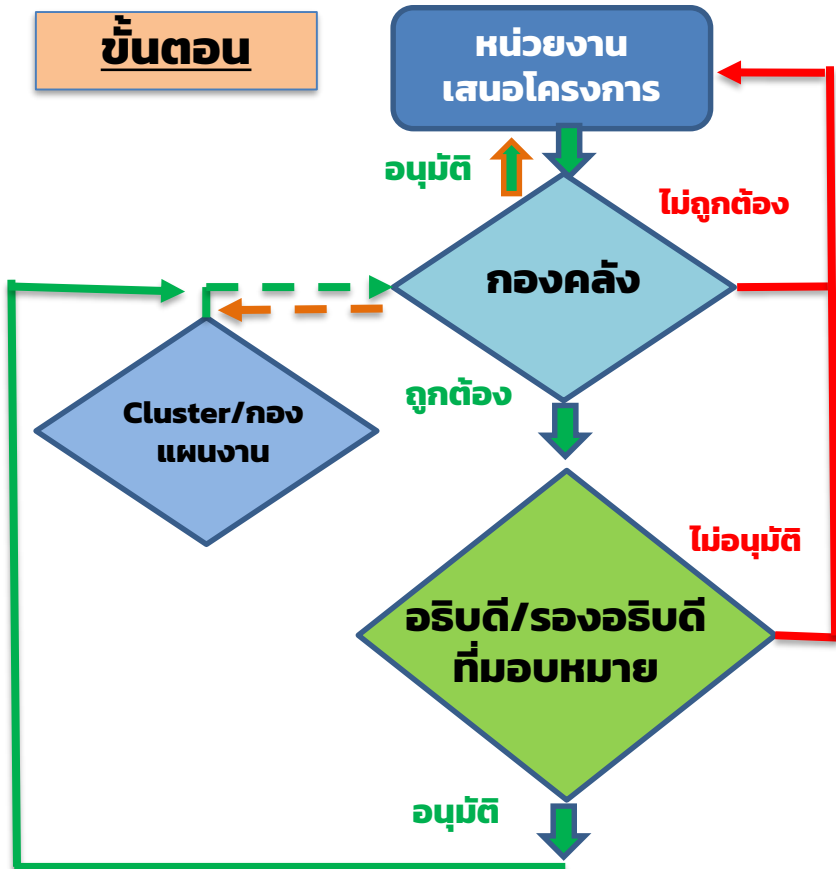 ขั้นตอน
หน่วยงาน
เสนอโครงการ
อนุมัติ
ไม่ถูกต้อง
กองคลัง
ถูกต้อง
Cluster/กอง
แผนงาน
ไม่อนุมัติ
อธิบดี/รองอธิบดี
ที่มอบหมาย
อนุมัติ